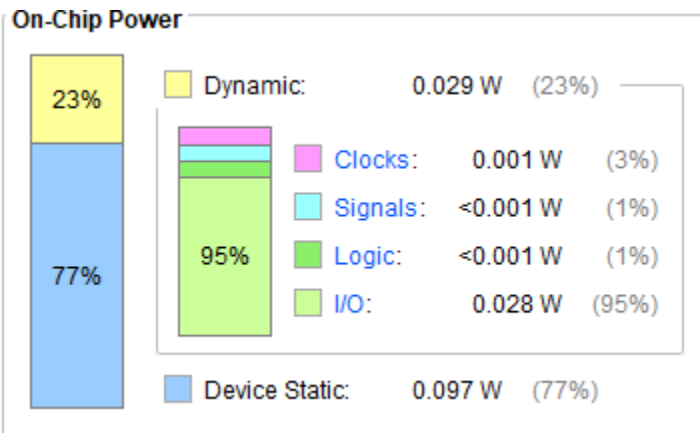 On-Chip Power
23%
77%
Dynamic: 0.029 W (23%)
95%
Clocks: 0.001 W (3%)
Signals: <0.001 W (1%)
Logic: <0.001 W (1%)
I/O: 0.028 W (95%)
Device Static: 0.097 W (77%)